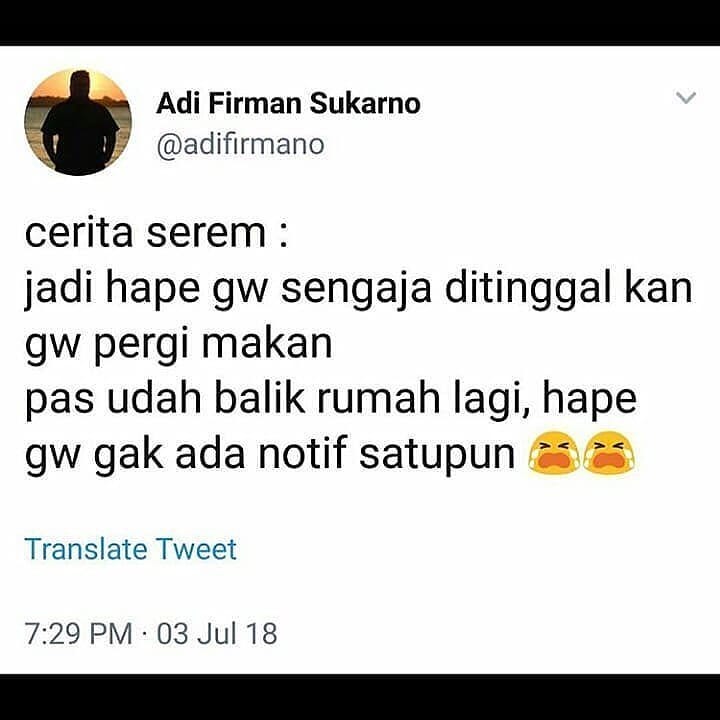 Adi Firman Sukarno
@adifirmano
cerita serem :
jadi hape gw sengaja ditinggal kan
gw pergi makan
pas udah balik rumah lagi, hape
gw gak ada notif satupun 😭😭
Translate Tweet
7:29 PM · 03 Jul 18